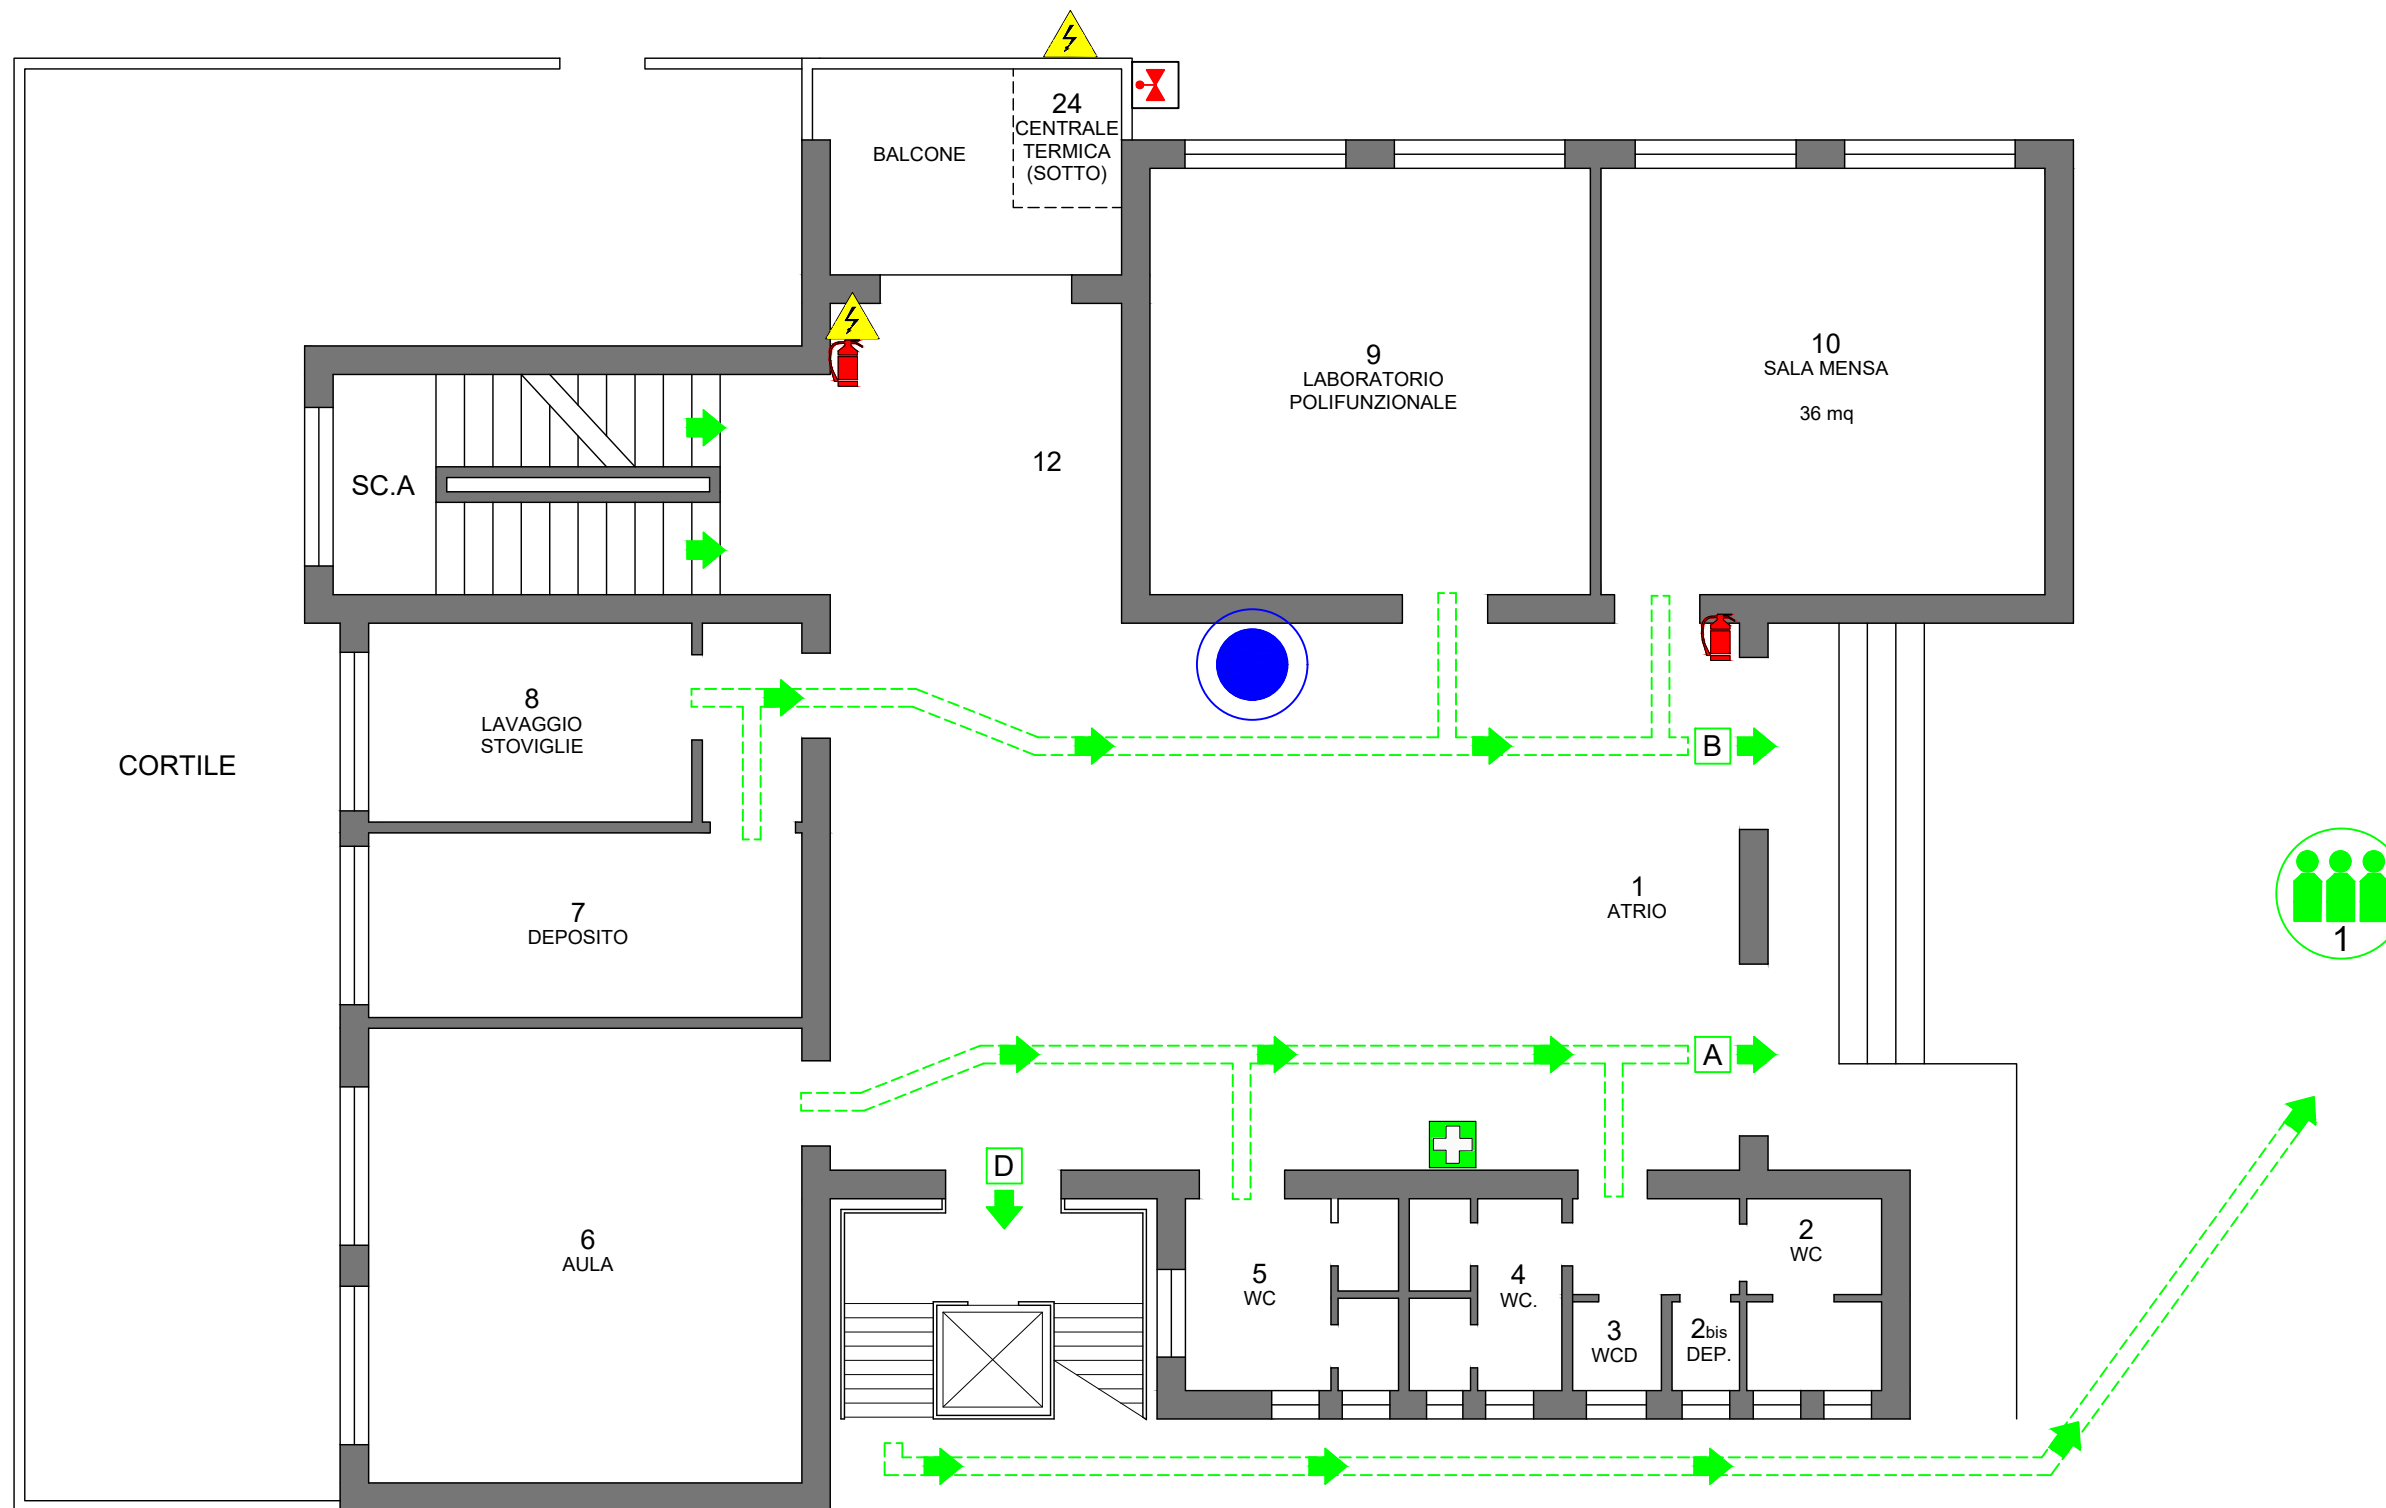 24
CENTRALE
TERMICA
(SOTTO)
BALCONE
9
LABORATORIO
POLIFUNZIONALE
10
SALA MENSA
36 mq
12
SC.A
8
LAVAGGIO
STOVIGLIE
B
CORTILE
1
ATRIO
7
DEPOSITO
1
A
D
6
AULA
5
WC
4
WC.
3
WCD
2bis
DEP.
2
WC